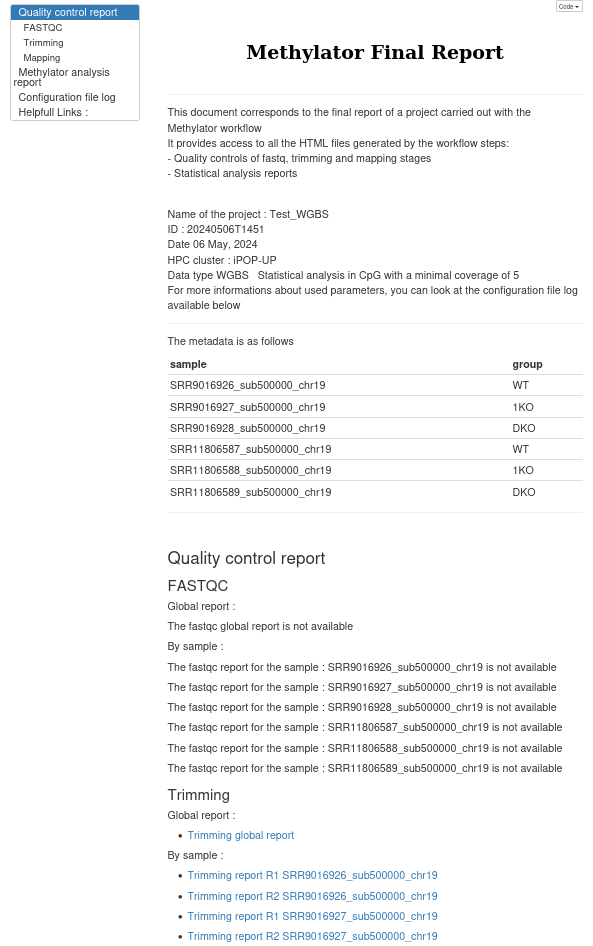 Quality control report
FASTQC
Trimming
Mapping
Methylator analysis
report
Configuration file log
Helpfull Links :
Code
Methylator Final Report
This document corresponds to the final report of a project carried out with the
Methylator workflow
It provides access to all the HTML files generated by the workflow steps:
- Quality controls of fastq, trimming and mapping stages
- Statistical analysis reports
Name of the project : Test_WGBS
ID : 20240506T1451
Date 06 May, 2024
HPC cluster : iPOP-UP
Data type WGBS   Statistical analysis in CpG with a minimal coverage of 5
For more informations about used parameters, you can look at the configuration file log
available below
The metadata is as follows
sample group
SRR9016926_sub500000_chr19 WT
SRR9016927_sub500000_chr19 1KO
SRR9016928_sub500000_chr19 DKO
SRR11806587_sub500000_chr19 WT
SRR11806588_sub500000_chr19 1KO
SRR11806589_sub500000_chr19 DKO
Quality control report
FASTQC
Global report :
The fastqc global report is not available
By sample :
The fastqc report for the sample : SRR9016926_sub500000_chr19 is not available
The fastqc report for the sample : SRR9016927_sub500000_chr19 is not available
The fastqc report for the sample : SRR9016928_sub500000_chr19 is not available
The fastqc report for the sample : SRR11806587_sub500000_chr19 is not available
The fastqc report for the sample : SRR11806588_sub500000_chr19 is not available
The fastqc report for the sample : SRR11806589_sub500000_chr19 is not available
Trimming
Global report :
• Trimming global report
By sample :
• Trimming report R1 SRR9016926_sub500000_chr19
• Trimming report R2 SRR9016926_sub500000_chr19
• Trimming report R1 SRR9016927_sub500000_chr19
• Trimming report R2 SRR9016927_sub500000_chr19